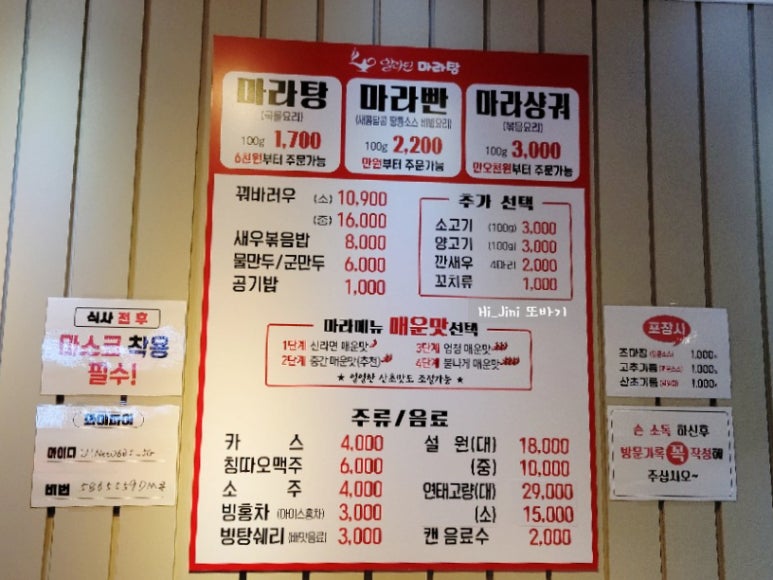 마라탕
마라탕
(국물요리)
100g 1,700
6천원부터 주문가능
마라빤
100g 2,200
만원부터 주문가능
마라샹궈
(볶음요리)
100g 3,000
만오천원부터 주문가능
꿔바러우 (소) 10,900
(중) 16,000
새우볶음밥 8,000
물만두/군만두 6,000
공기밥 1,000
추가 선택
소고기 (100g) 3,000
양고기 (100g) 3,000
깐새우 4마리 2,000
꼬치류 1,000
Hi_Jini 또바기
마라메뉴 매운맛선택
1단계 신라면 매운맛
2단계 중간 매운맛(추천)
3단계 엄청 매운맛
4단계 불나게 매운맛
★ 얼얼한 산초맛도 조절가능 ★
주류/음료
카스 4,000
칭따오맥주 6,000
소주 4,000
빙홍차 (아이스홍차) 3,000
빙탕쉐리 (배맛음료) 3,000
설원(대) 18,000
(중) 10,000
연태고량(대) 29,000
(소) 15,000
캔 음료수 2,000
식사 전 후
마스크 착용
필수!
와이파이
아이디
비번
포장시
1,000
고추기름 1,000
산초기름 1,000
손 소독 하신후
방문기록 꼭 작성해
주십시오~